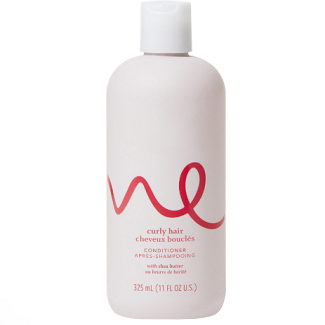 curly hair
cheveux bouclés
CONDITIONER
APRÈS-SHAMPOOING
with shea butter
au beurre de karité
325 mL (11 FL OZ U.S.)